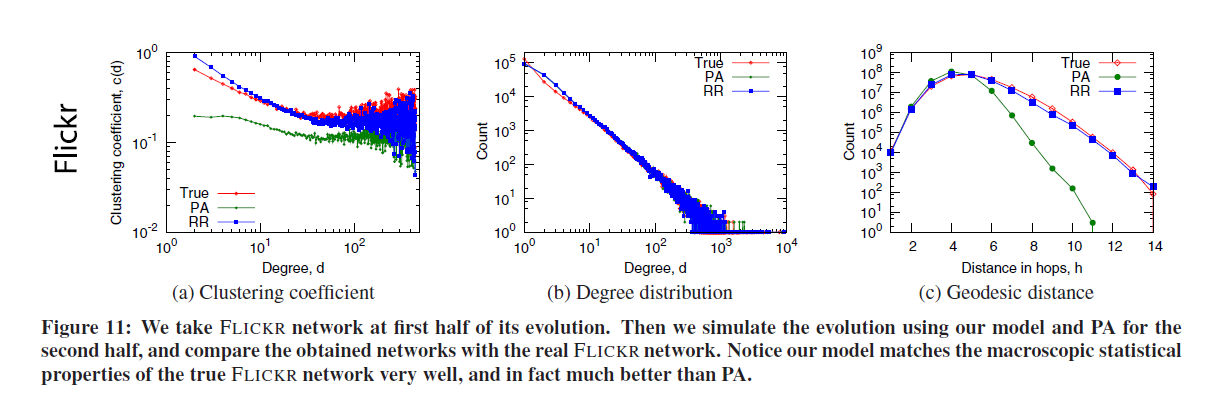 Flickr
Clustering coefficient, c(d)
10^0
10^-1
10^-2
True
PA
RR
10^0 10^1 10^2
Degree, d
(a) Clustering coefficient
Count
10^5
10^4
10^3
10^2
10^1
10^0
True
PA
RR
10^0 10^1 10^2 10^3 10^4
Degree, d
(b) Degree distribution
Count
10^9
10^8
10^7
10^6
10^5
10^4
10^3
10^2
10^1
10^0
True
PA
RR
2 4 6 8 10 12 14
Distance in hops, h
(c) Geodesic distance
Figure 11: We take FLICKR network at first half of its evolution. Then we simulate the evolution using our model and PA for the
second half, and compare the obtained networks with the real FLICKR network. Notice our model matches the macroscopic statistical
properties of the true FLICKR network very well, and in fact much better than PA.